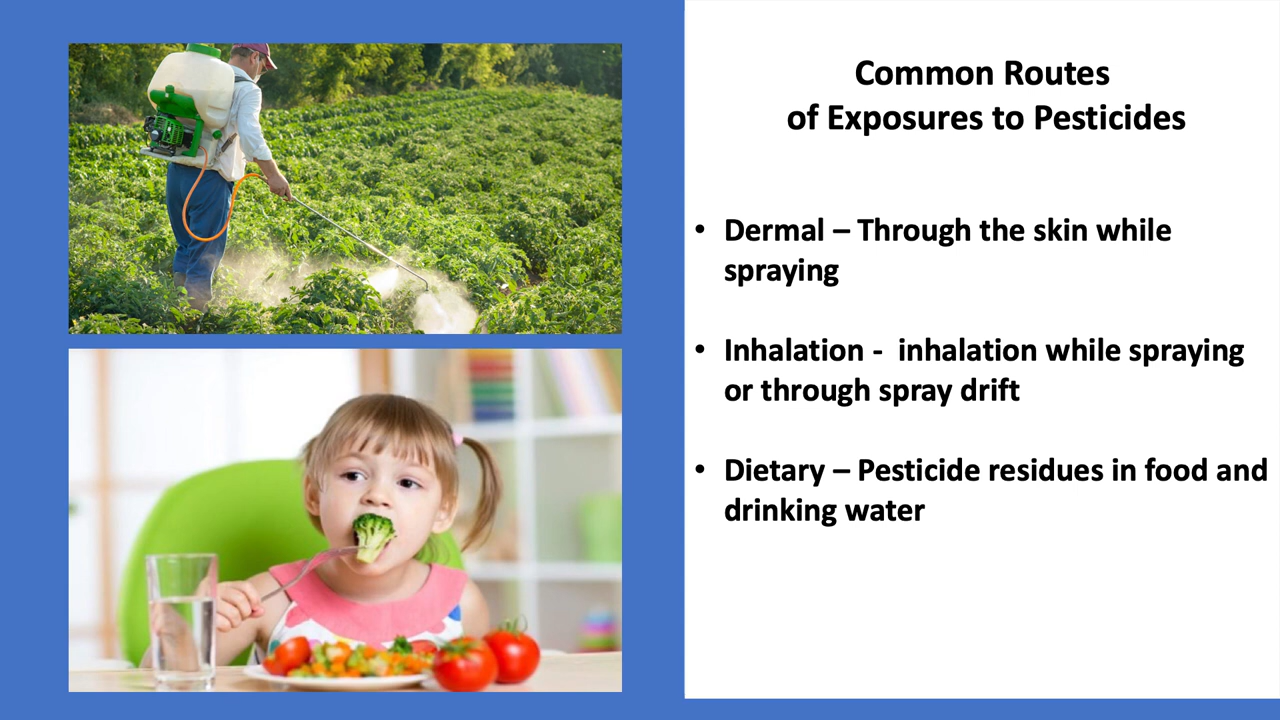 Common Routes
of Exposures to Pesticides
• Dermal – Through the skin while
spraying
• Inhalation -  inhalation while spraying
or through spray drift
• Dietary – Pesticide residues in food and
drinking water